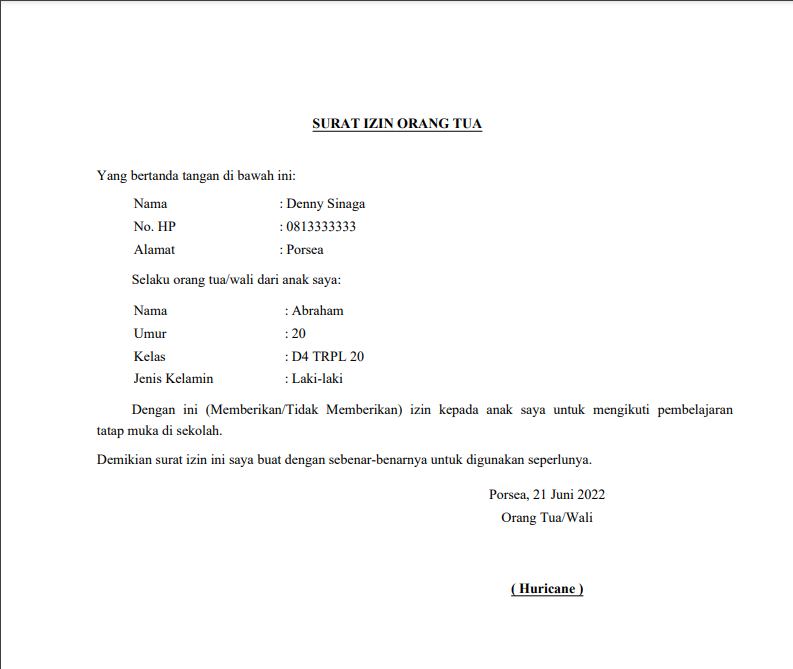 SURAT IZIN ORANG TUA
Yang bertanda tangan di bawah ini:
Nama : Denny Sinaga
No. HP : 0813333333
Alamat : Porsea
Selaku orang tua/wali dari anak saya:
Nama : Abraham
Umur : 20
Kelas : D4 TRPL 20
Jenis Kelamin : Laki-laki
Dengan ini (Memberikan/Tidak Memberikan) izin kepada anak saya untuk mengikuti pembelajaran
tatap muka di sekolah.
Demikian surat izin ini saya buat dengan sebenar-benarnya untuk digunakan seperlunya.
Porsea, 21 Juni 2022
Orang Tua/Wali
( Huricane )